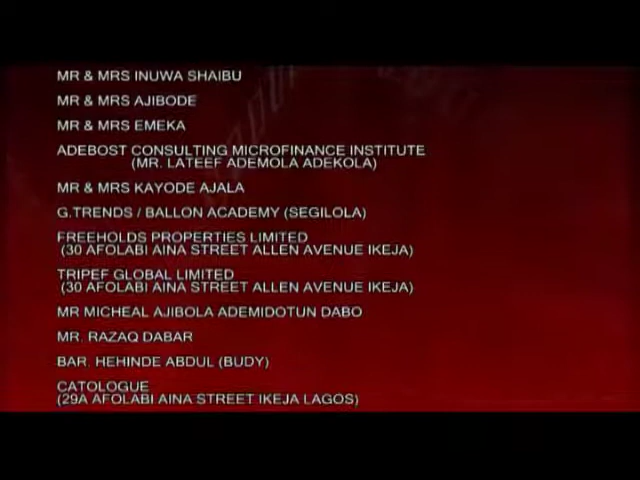 MR & MRS INUWA SHAIBU
MR & MRS AJIBODE
MR & MRS EMEKA
ADEBOST CONSULTING MICROFINANCE INSTITUTE
(MR. LATEEF ADEMOLA ADEKOLA)
MR & MRS KAYODE AJALA
G.TRENDS / BALLON ACADEMY (SEGILOLA)
FREEHOLDS PROPERTIES LIMITED
(30 AFOLABI AINA STREET ALLEN AVENUE IKEJA)
TRIPEF GLOBAL LIMITED
(30 AFOLABI AINA STREET ALLEN AVENUE IKEJA)
MR MICHEAL AJIBOLA ADEMIDOTUN DABO
MR. RAZAQ DABAR
BAR. HEHINDE ABDUL (BUDY)
CATOLOGUE
(29A AFOLABI AINA STREET IKEJA LAGOS)